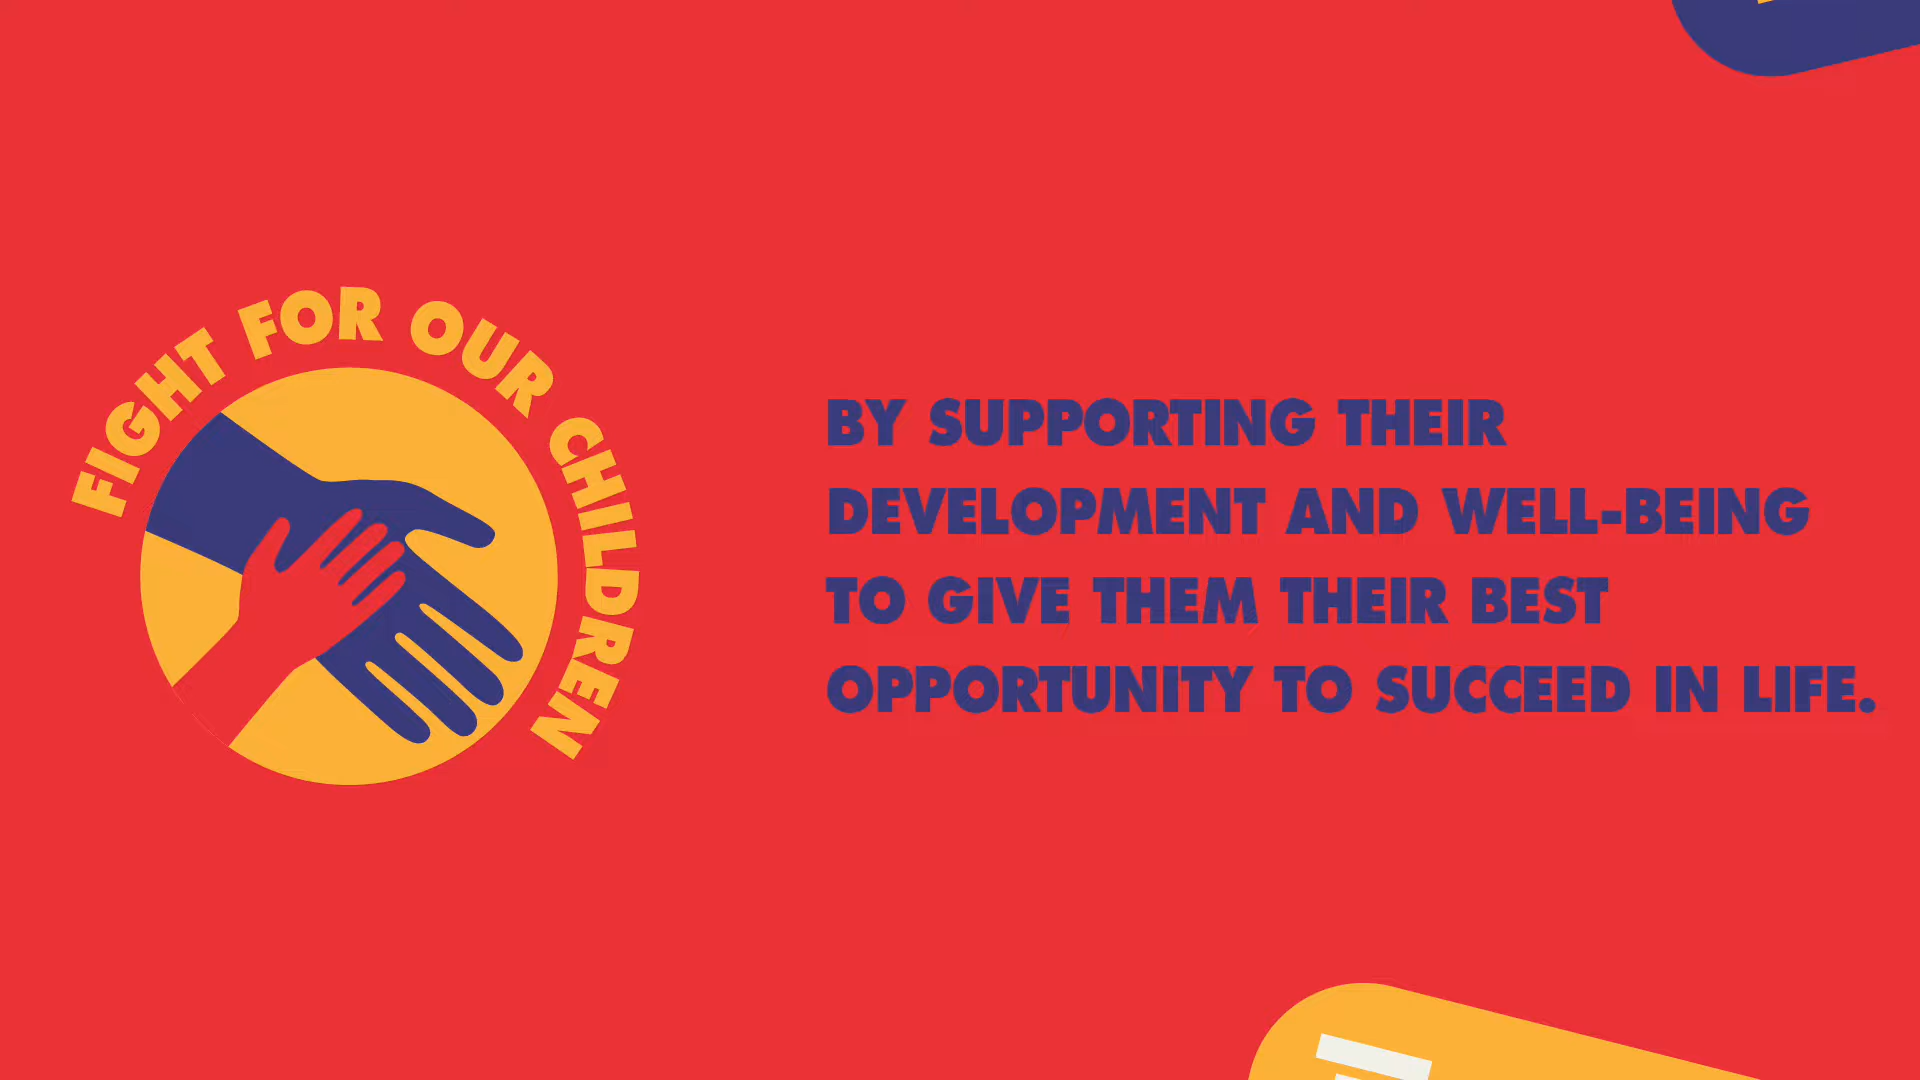 FIGHT FOR OUR CHILDREN
BY SUPPORTING THEIR
DEVELOPMENT AND WELL-BEING
TO GIVE THEM THEIR BEST
OPPORTUNITY TO SUCCEED IN LIFE.